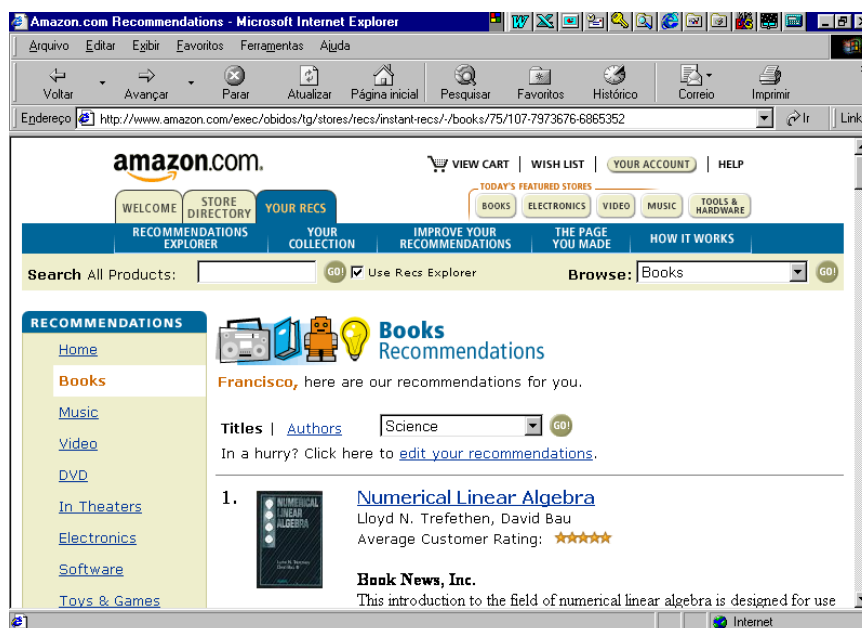 Amazon.com Recommendations - Microsoft Internet Explorer
Arquivo Editar Exibir Favoritos Ferramentas Ajuda
Voltar Avançar Parar Atualizar Página inicial Pesquisar Favoritos Histórico Correio Imprimir
Endereço http://www.amazon.com/exec/obidos/tg/stores/recs/instant-recs/-/books/75/107-7973676-6865352 Ir Link
amazon.com.
VIEW CART | WISH LIST | YOUR ACCOUNT | HELP
TODAY'S FEATURED STORES
BOOKS ELECTRONICS VIDEO MUSIC TOOLS & HARDWARE
WELCOME STORE DIRECTORY YOUR RECS
RECOMMENDATIONS EXPLORER YOUR COLLECTION IMPROVE YOUR RECOMMENDATIONS THE PAGE YOU MADE HOW IT WORKS
Search All Products: GO! Use Recs Explorer Browse: Books GO!
RECOMMENDATIONS
Home
Books
Music
Video
DVD
In Theaters
Electronics
Software
Toys & Games
Books
Recommendations
Francisco, here are our recommendations for you.
Titles | Authors Science GO!
In a hurry? Click here to edit your recommendations.
1. Numerical Linear Algebra
NUMERICAL
LINEAR
ALGEBRA
Lloyd N. Trefethen, David Bau
Average Customer Rating:
Book News, Inc.
This introduction to the field of numerical linear algebra is designed for use
Internet